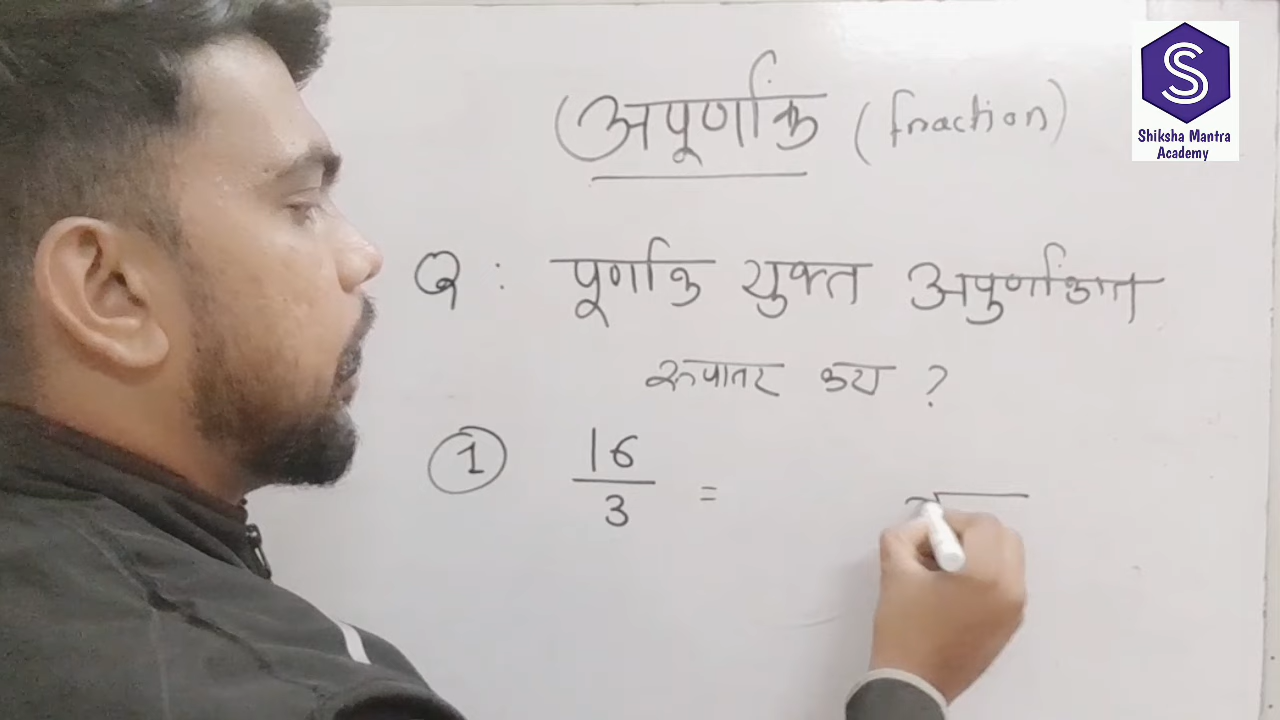 (अपूर्णांक (fraction)
Q : पूर्णांक युक्त अपुर्णांकात
रूपातर करा ?
① 16/3 =
S
Shiksha Mantra
Academy